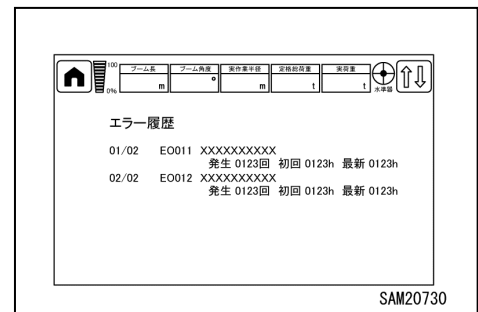 100 ブーム長 ブーム角度 実作業半径 定格総荷重 実荷重
0% m ° m t t 水準器
エラー履歴
01/02 EO011 XXXXXXXXXX
発生 0123回 初回 0123h 最新 0123h
02/02 EO012 XXXXXXXXXX
発生 0123回 初回 0123h 最新 0123h
SAM20730